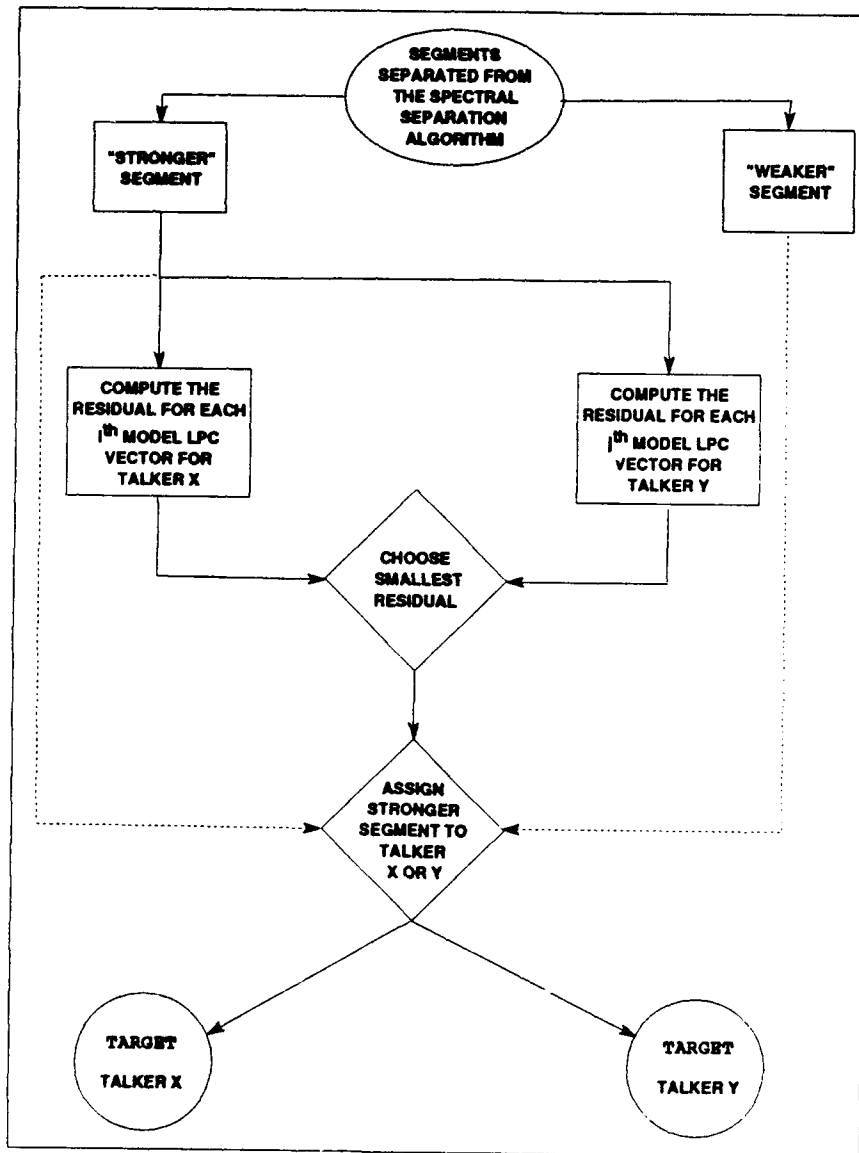 SEGMENTS
SEPARATED FROM
THE SPECTRAL
SEPARATION
ALGORITHM
"STRONGER"
SEGMENT
"WEAKER"
SEGMENT
COMPUTE THE
RESIDUAL FOR EACH
ith MODEL LPC
VECTOR FOR
TALKER X
COMPUTE THE
RESIDUAL FOR EACH
jth MODEL LPC
VECTOR FOR
TALKER Y
CHOOSE
SMALLEST
RESIDUAL
ASSIGN
STRONGER
SEGMENT TO
TALKER
X OR Y
TARGET
TALKER X
TARGET
TALKER Y